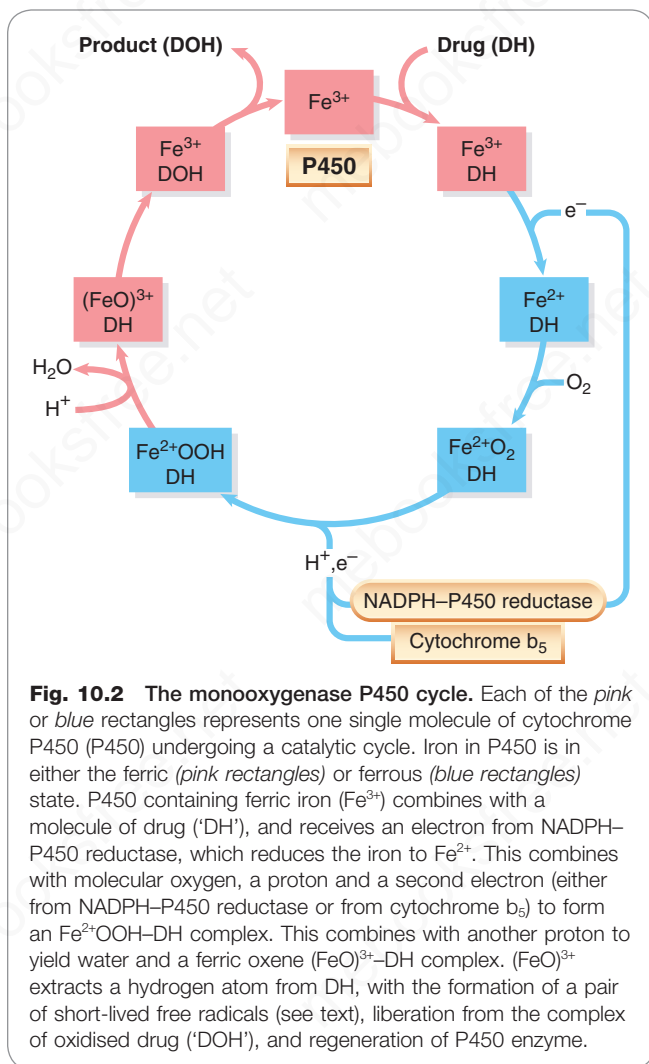 Product (DOH)
Drug (DH)
Fe³⁺
P450
Fe³⁺
DH
e⁻
Fe²⁺
DH
O₂
Fe²⁺O₂
DH
H⁺,e⁻
NADPH–P450 reductase
Cytochrome b₅
Fe²⁺OOH
DH
H⁺
H₂O
(FeO)³⁺
DH
Fe³⁺
DOH
Fig. 10.2 The monooxygenase P450 cycle. Each of the pink
or blue rectangles represents one single molecule of cytochrome
P450 (P450) undergoing a catalytic cycle. Iron in P450 is in
either the ferric (pink rectangles) or ferrous (blue rectangles)
state. P450 containing ferric iron (Fe³⁺) combines with a
molecule of drug (‘DH’), and receives an electron from NADPH–
P450 reductase, which reduces the iron to Fe²⁺. This combines
with molecular oxygen, a proton and a second electron (either
from NADPH–P450 reductase or from cytochrome b₅) to form
an Fe²⁺OOH–DH complex. This combines with another proton to
yield water and a ferric oxene (FeO)³⁺–DH complex. (FeO)³⁺
extracts a hydrogen atom from DH, with the formation of a pair
of short-lived free radicals (see text), liberation from the complex
of oxidised drug (‘DOH’), and regeneration of P450 enzyme.